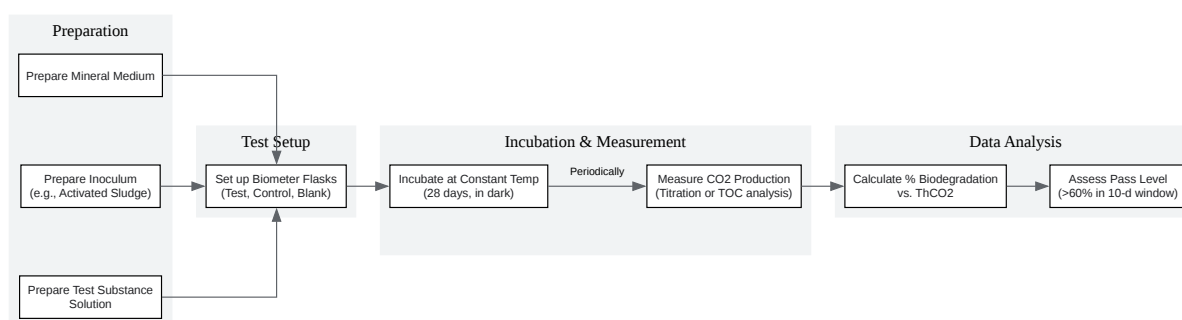 Preparation
Prepare Mineral Medium
Prepare Inoculum
(e.g., Activated Sludge)
Prepare Test Substance
Solution
Test Setup
Set up Biometer Flasks
(Test, Control, Blank)
Incubation & Measurement
Incubate at Constant Temp
(28 days, in dark)
Periodically
Measure CO2 Production
(Titration or TOC analysis)
Data Analysis
Calculate % Biodegradation
vs. ThCO2
Assess Pass Level
(>60% in 10-d window)